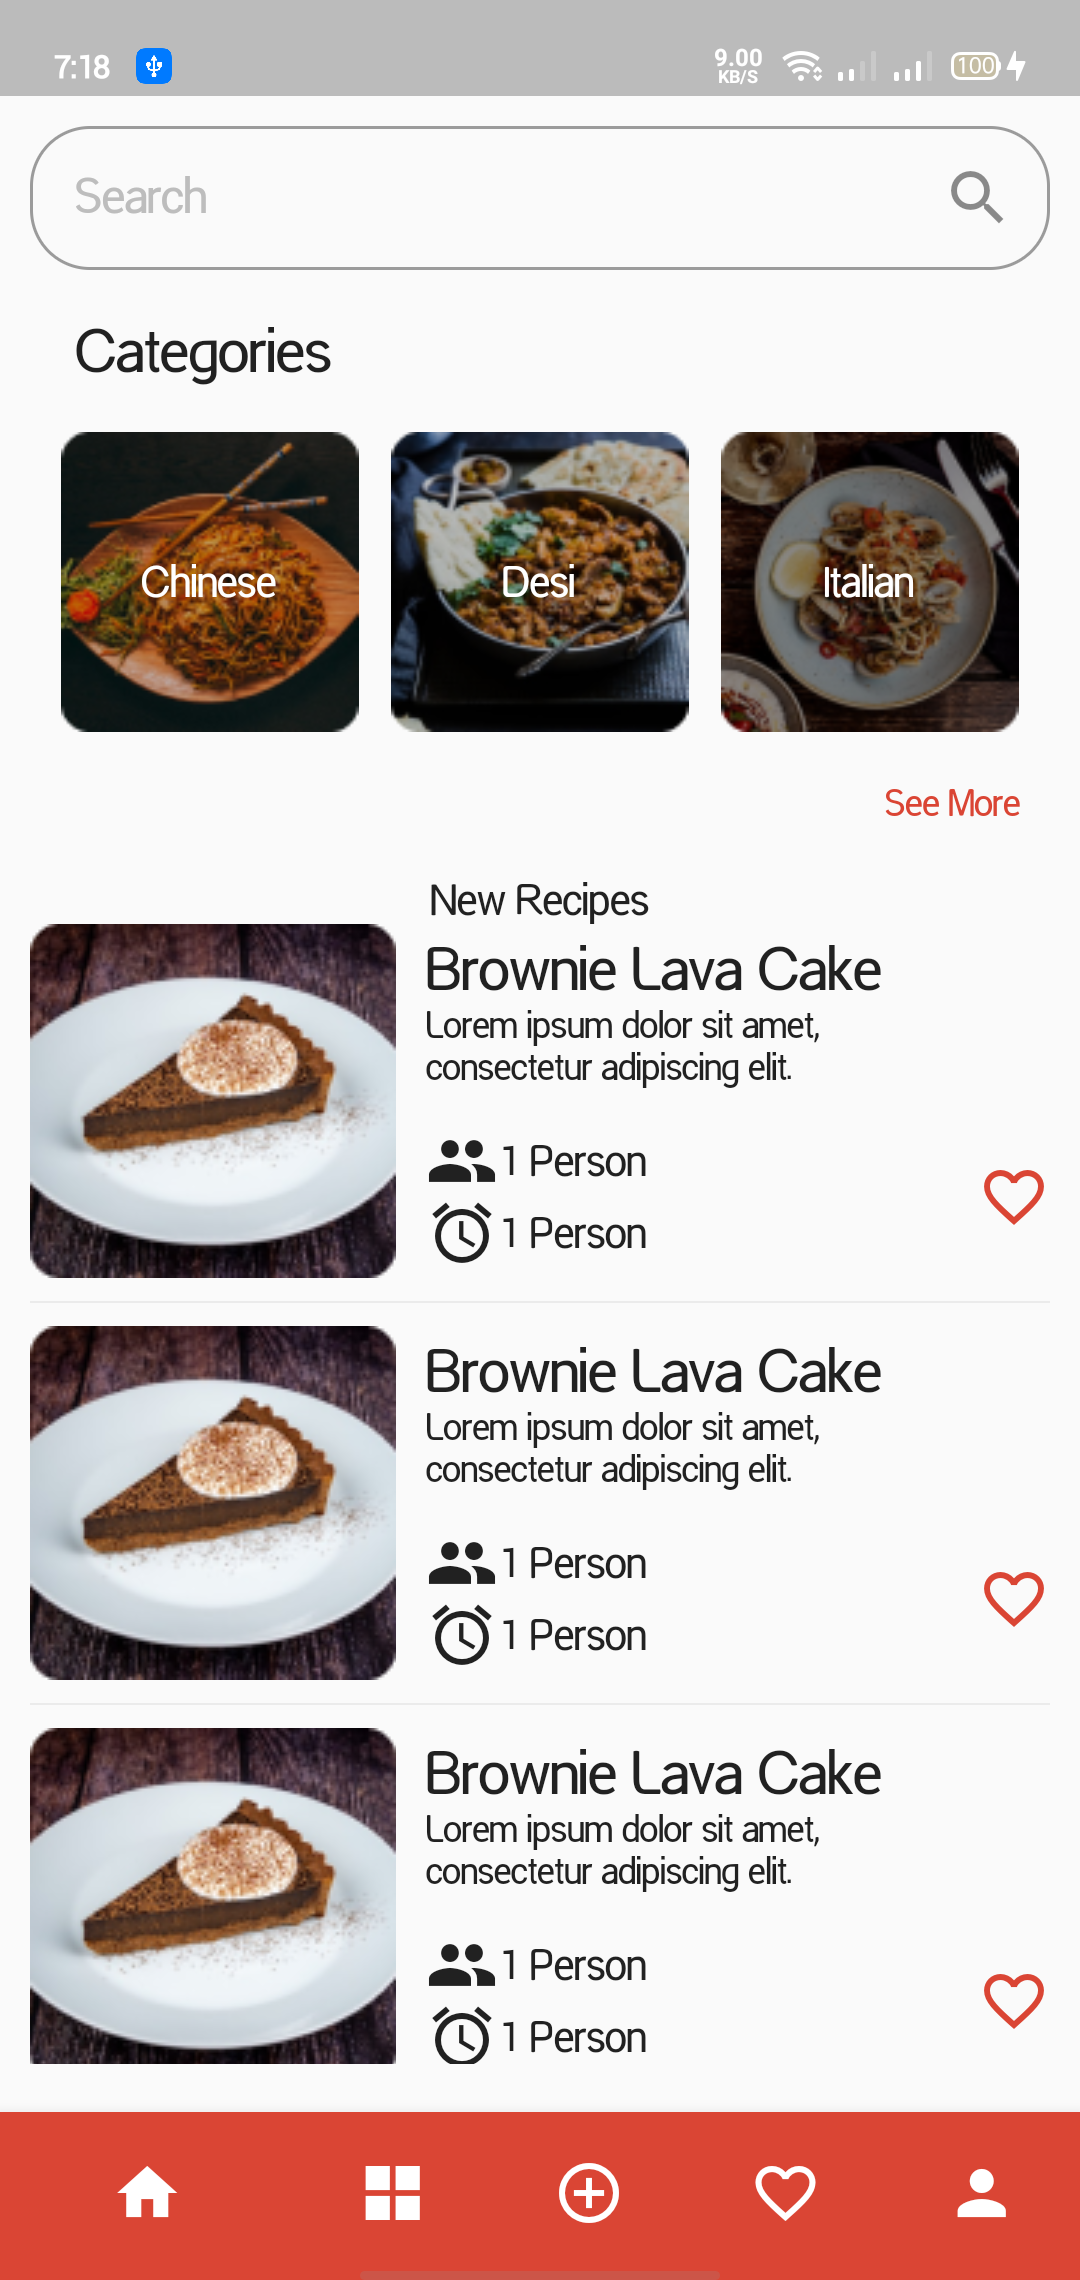 7:18
9.00
KB/S
100
Search
Categories
Chinese
Desi
Italian
See More
New Recipes
Brownie Lava Cake
Lorem ipsum dolor sit amet,
consectetur adipiscing elit.
1 Person
1 Person
Brownie Lava Cake
Lorem ipsum dolor sit amet,
consectetur adipiscing elit.
1 Person
1 Person
Brownie Lava Cake
Lorem ipsum dolor sit amet,
consectetur adipiscing elit.
1 Person
1 Person